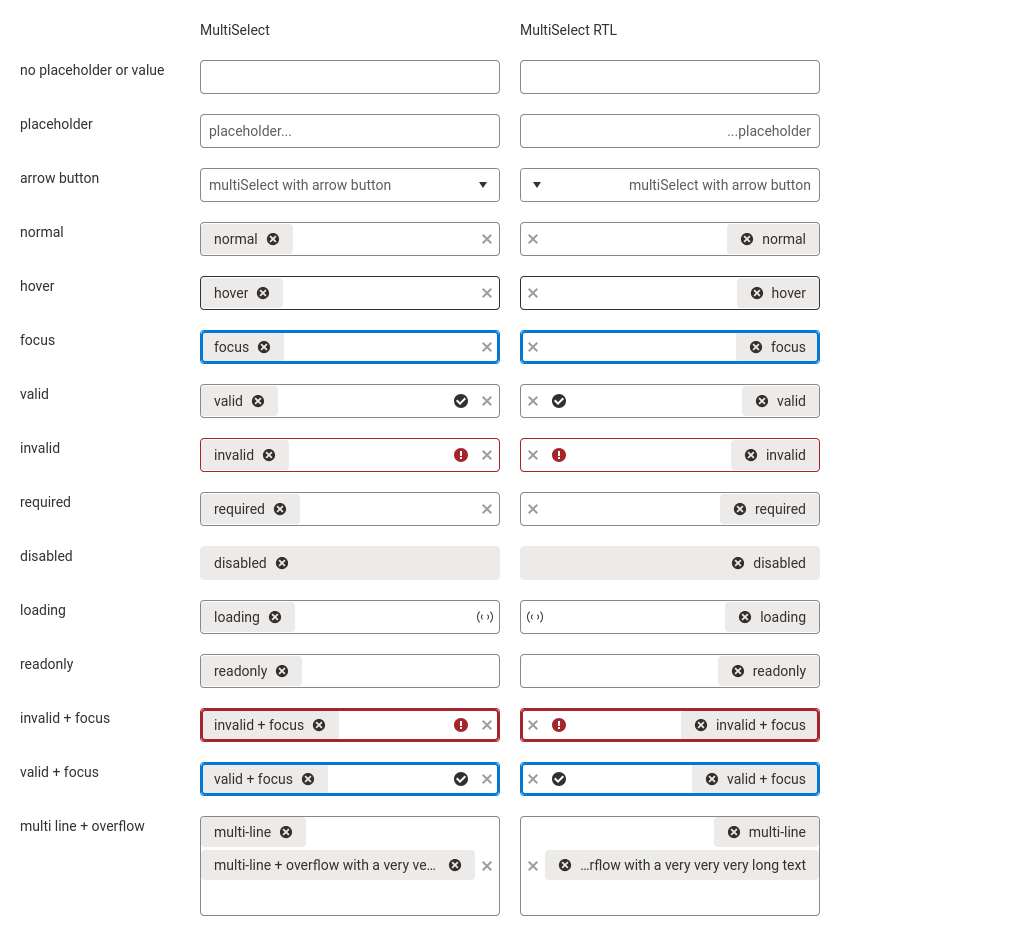 MultiSelect MultiSelect RTL
no placeholder or value
placeholder placeholder... ...placeholder
arrow button multiSelect with arrow button multiSelect with arrow button
normal normal normal
hover hover hover
focus focus focus
valid valid valid
invalid invalid invalid
required required required
disabled disabled disabled
loading loading loading
readonly readonly readonly
invalid + focus invalid + focus invalid + focus
valid + focus valid + focus valid + focus
multi line + overflow multi-line multi-line
multi-line + overflow with a very ve... ...rflow with a very very very long text